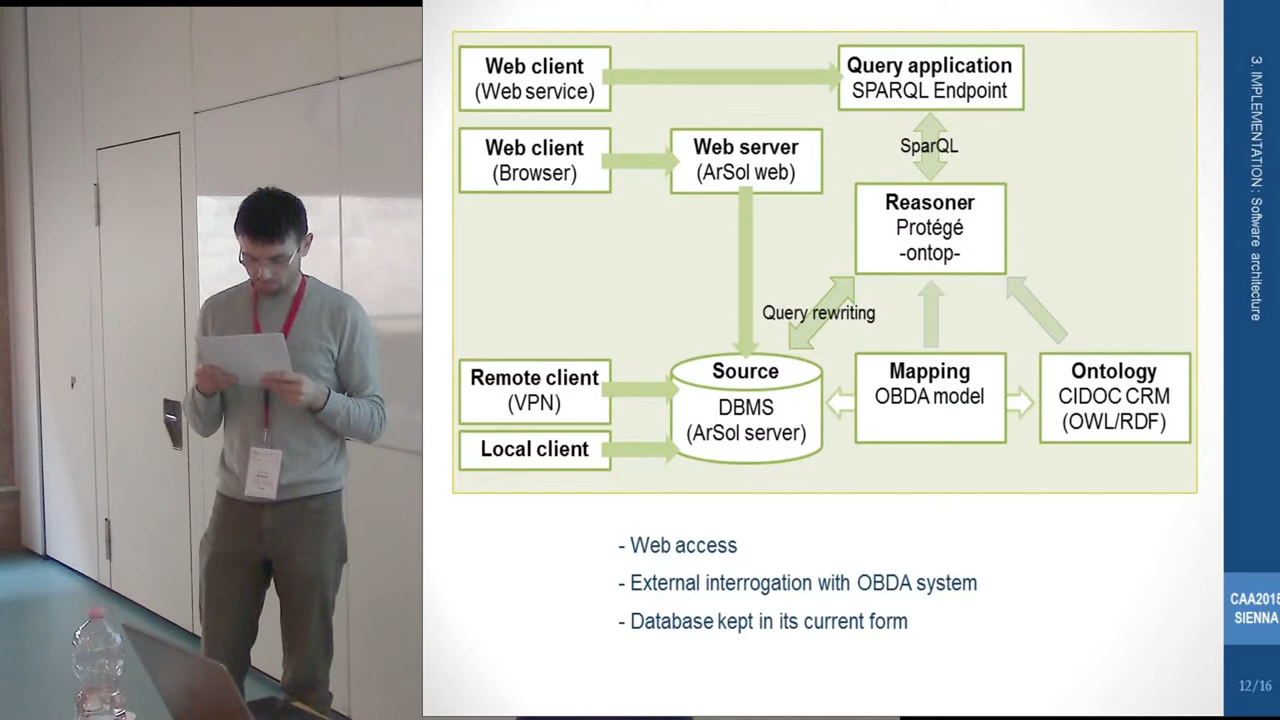 Web client
(Web service)
Query application
SPARQL Endpoint
SparQL
Web client
(Browser)
Web server
(ArSol web)
Reasoner
Protégé
-ontop-
Query rewriting
Remote client
(VPN)
Local client
Source
DBMS
(ArSol server)
Mapping
OBDA model
Ontology
CIDOC CRM
(OWL/RDF)
- Web access
- External interrogation with OBDA system
- Database kept in its current form
3. IMPLEMENTATION : Software architecture
CAA2015
SIENNA
12/16